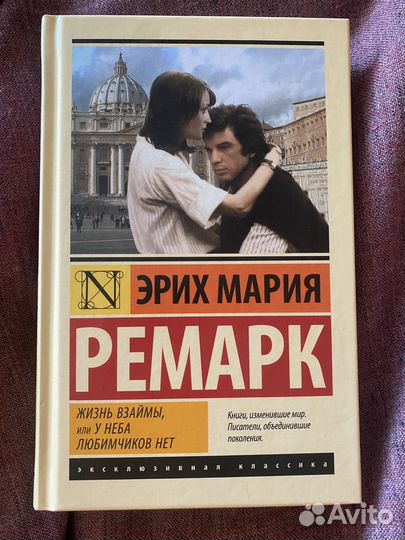 N
ЭРИХ МАРИЯ
РЕМАРК
ЖИЗНЬ ВЗАЙМЫ,
ИЛИ У НЕБА
ЛЮБИМЧИКОВ НЕТ
Книги, изменившие мир.
Писатели, объединившие
поколения.
эксклюзивная классика
Avito